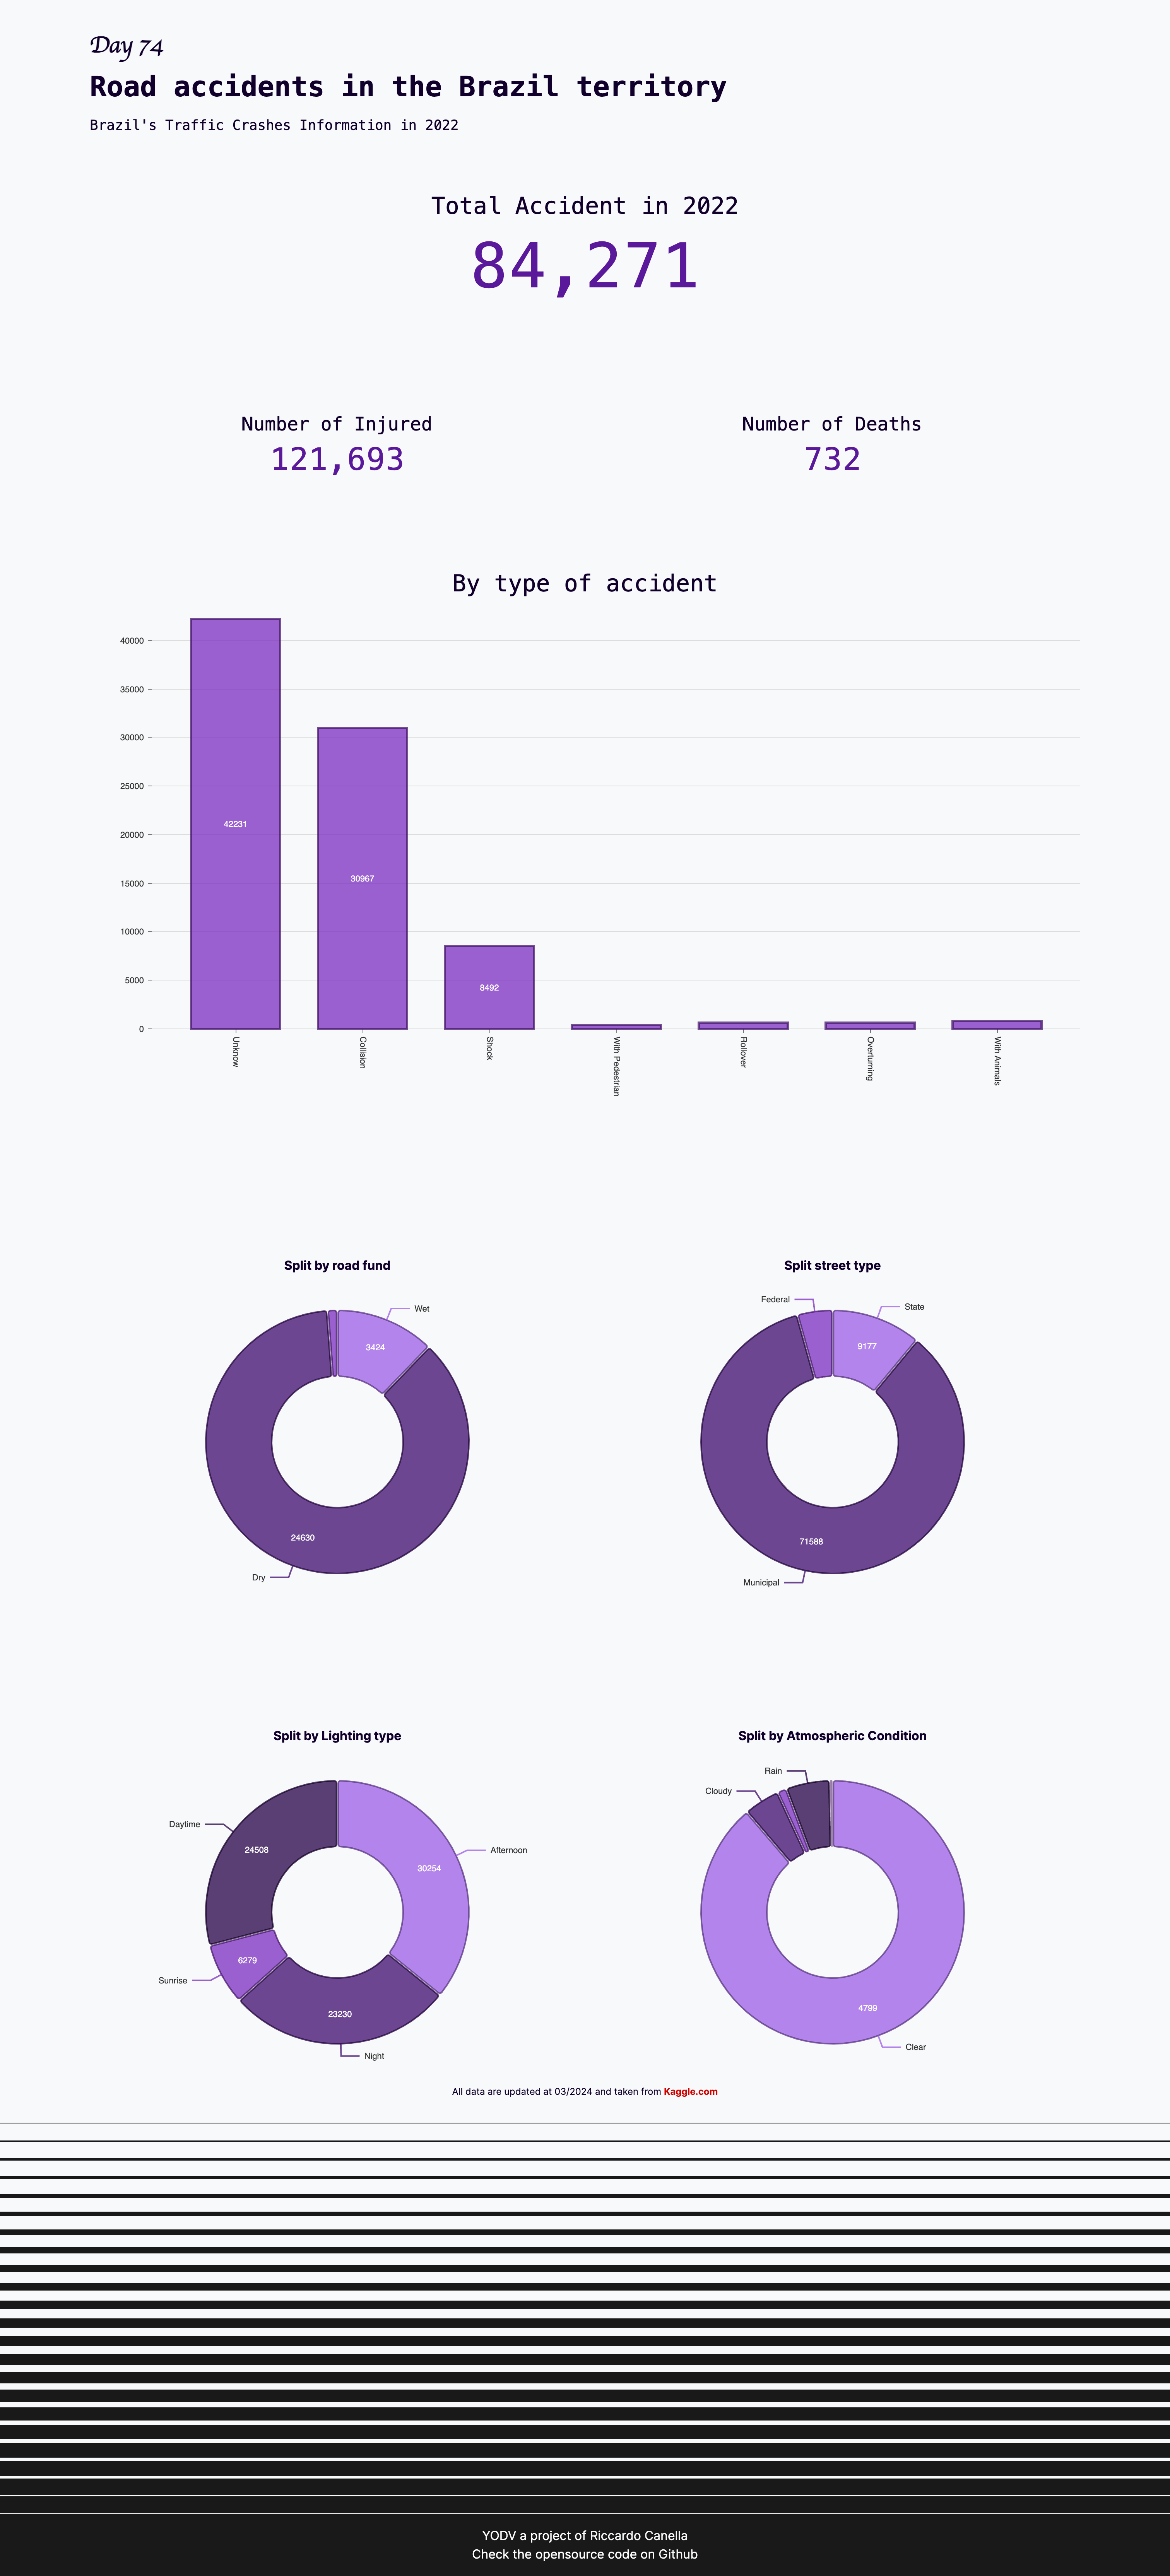 Day 74
Road accidents in the Brazil territory
Brazil's Traffic Crashes Information in 2022
Total Accident in 2022
84,271
Number of Injured
121,693
Number of Deaths
732
By type of accident
40000
35000
30000
25000
20000
15000
10000
5000
0
42231
30967
8492
Unknow
Collision
Shock
With Pedestrian
Rollover
Overturning
With Animals
Split by road fund
Wet
3424
24630
Dry
Split street type
Federal
State
9177
71588
Municipal
Split by Lighting type
Daytime
24508
Afternoon
30254
Sunrise
6279
23230
Night
Split by Atmospheric Condition
Rain
Cloudy
4799
Clear
All data are updated at 03/2024 and taken from Kaggle.com
YODV a project of Riccardo Canella
Check the opensource code on Github